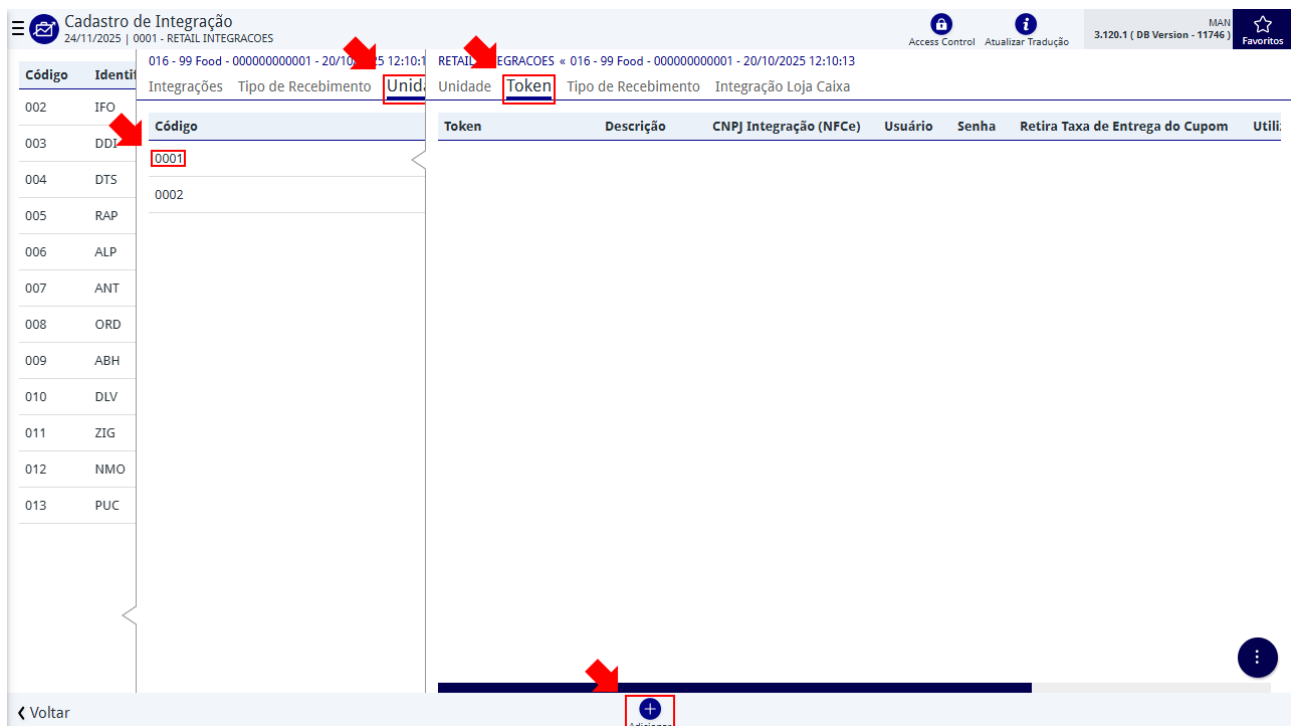 Cadastro de Integração
24/11/2025 | 0001 - RETAIL INTEGRACOES
Access Control
Atualizar Tradução
MAN
3.120.1 ( DB Version - 11746 )
Favoritos
Código Identi
002 IFO
003 DDI
004 DTS
005 RAP
006 ALP
007 ANT
008 ORD
009 ABH
010 DLV
011 ZIG
012 NMO
013 PUC
016 - 99 Food - 000000000001 - 20/10 5 12:10:1
Integrações Tipo de Recebimento Unida
Código
0001
0002
RETAIL EGRACOES « 016 - 99 Food - 000000000001 - 20/10/2025 12:10:13
Unidade Token Tipo de Recebimento Integração Loja Caixa
Token Descrição CNPJ Integração (NFCe) Usuário Senha Retira Taxa de Entrega do Cupom Utili
Voltar
Adicionar